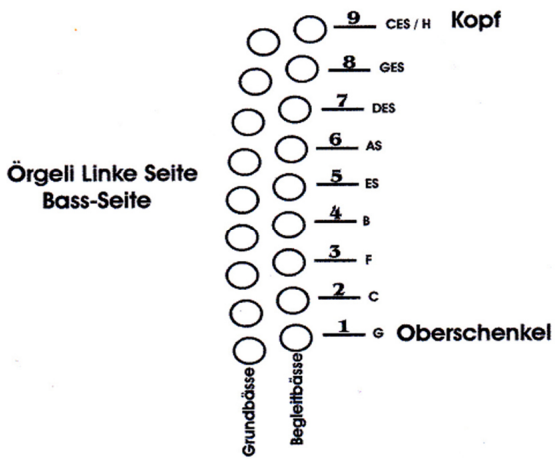 9 CES / H Kopf
8 GES
7 DES
6 AS
Örgeli Linke Seite
Bass-Seite
5 ES
4 B
3 F
2 C
1 G Oberschenkel
Grundbässe
Begleitbässe